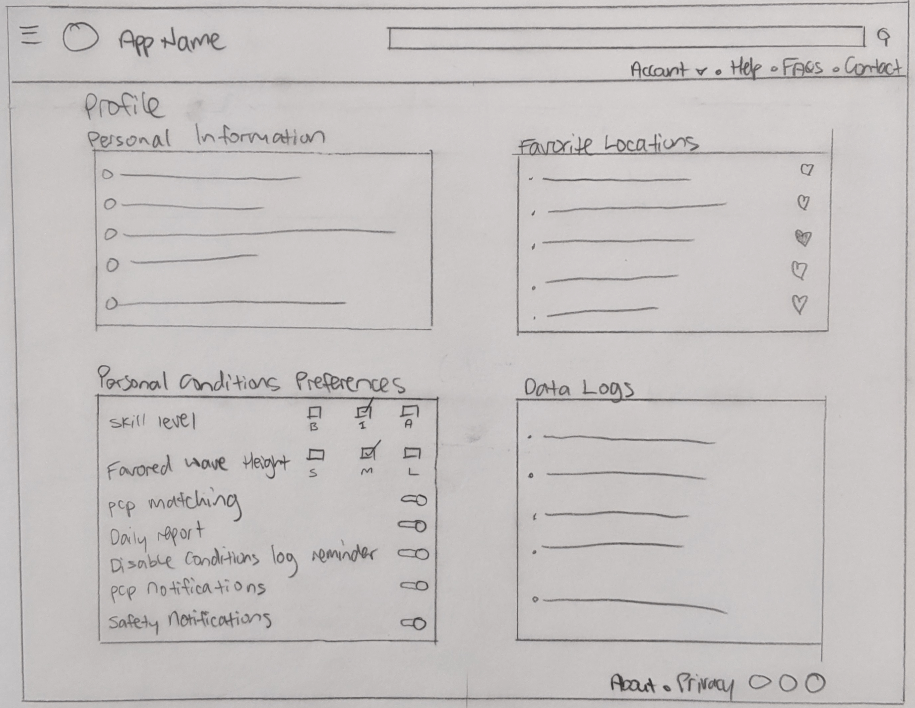 App Name
Account • Help • FAQs • Contact
Profile
Personal Information
Favorite Locations
Personal Conditions Preferences
Skill level
B I A
Favored wave Height
S M L
pcp matching
Daily report
Disable Conditions log reminder
pcp notifications
Safety Notifications
Data Logs
About • Privacy